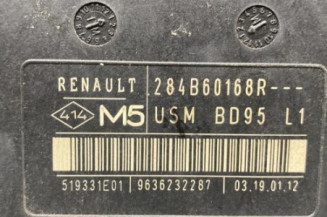 RENAULT 284B60168R---
414 M5 USM BD95 L1
519331E01 9636232287 03.19.01.12